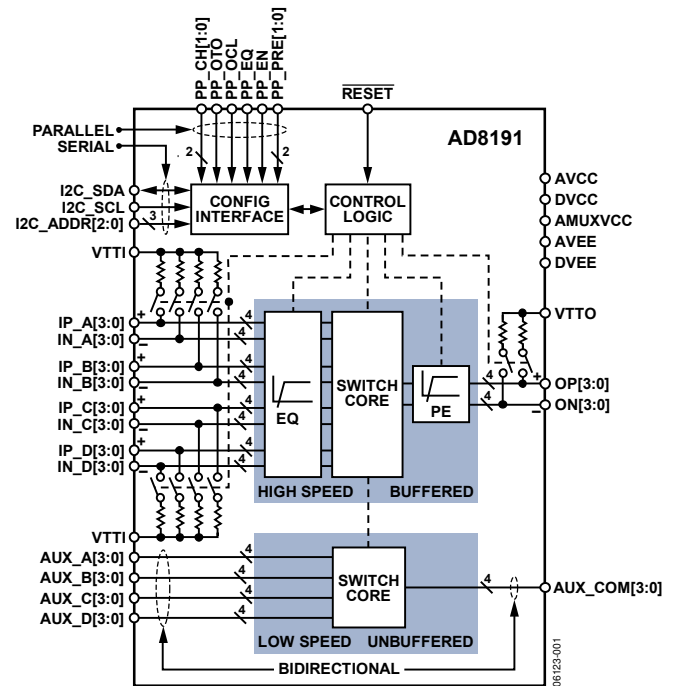 PP_CH[1:0]
PP_OTO
PP_OCL
PP_EQ
PP_EN
PP_PRE[1:0]
RESET
PARALLEL
SERIAL
AD8191
2
2
I2C_SDA
I2C_SCL
I2C_ADDR[2:0]
3
CONFIG
INTERFACE
CONTROL
LOGIC
AVCC
DVCC
AMUXVCC
AVEE
DVEE
VTTI
VTTO
+
IP_A[3:0]
4
IN_A[3:0]
–
4
+
IP_B[3:0]
4
IN_B[3:0]
–
4
+
IP_C[3:0]
4
IN_C[3:0]
–
4
+
IP_D[3:0]
4
IN_D[3:0]
–
4
EQ
SWITCH
CORE
PE
4
+
OP[3:0]
4
–
ON[3:0]
HIGH SPEED
BUFFERED
VTTI
AUX_A[3:0]
4
AUX_B[3:0]
4
AUX_C[3:0]
4
AUX_D[3:0]
4
SWITCH
CORE
4
AUX_COM[3:0]
LOW SPEED
UNBUFFERED
BIDIRECTIONAL
06123-001